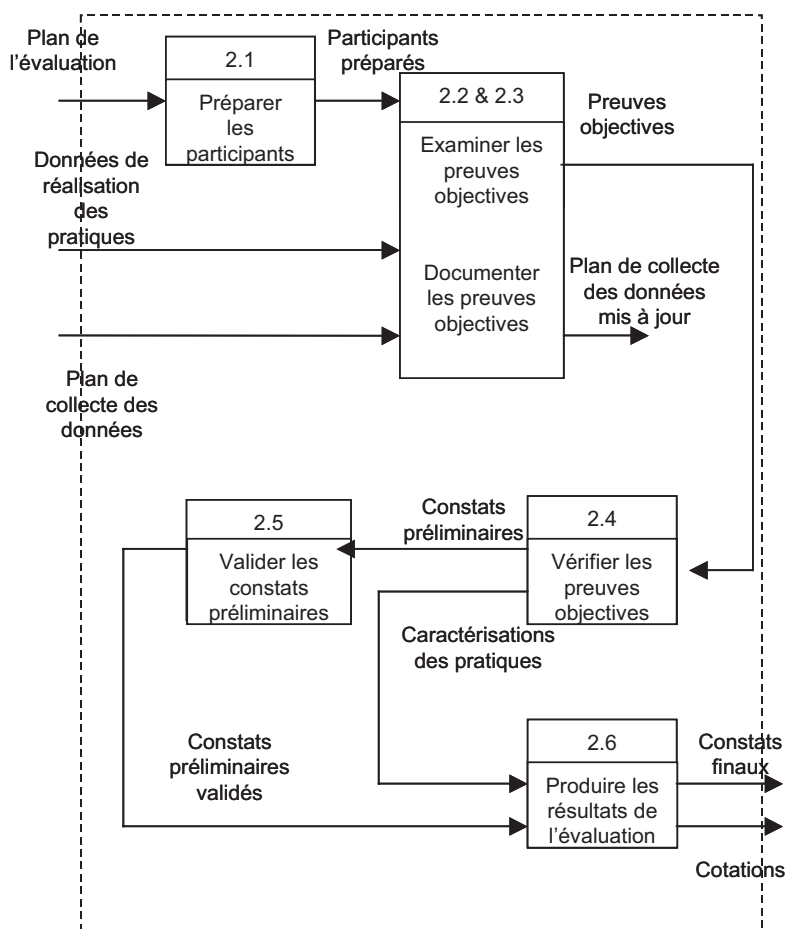 Plan de
l'évaluation
2.1
Préparer
les
participants
Participants
préparés
2.2 & 2.3
Examiner les
preuves
objectives
Documenter
les preuves
objectives
Preuves
objectives
Données de
réalisation
des
pratiques
Plan de collecte
des données
mis à jour
Plan de
collecte des
données
2.5
Valider les
constats
préliminaires
Constats
préliminaires
2.4
Vérifier les
preuves
objectives
Caractérisations
des pratiques
Constats
préliminaires
validés
2.6
Produire les
résultats de
l'évaluation
Constats
finaux
Cotations